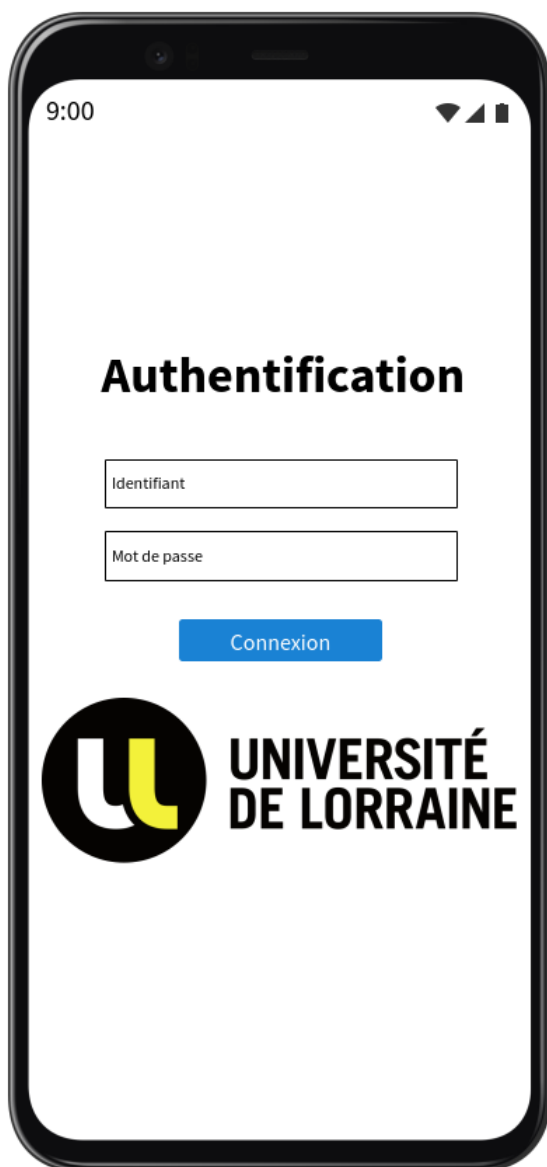 9:00
Authentification
Identifiant
Mot de passe
Connexion
UNIVERSITÉ
DE LORRAINE